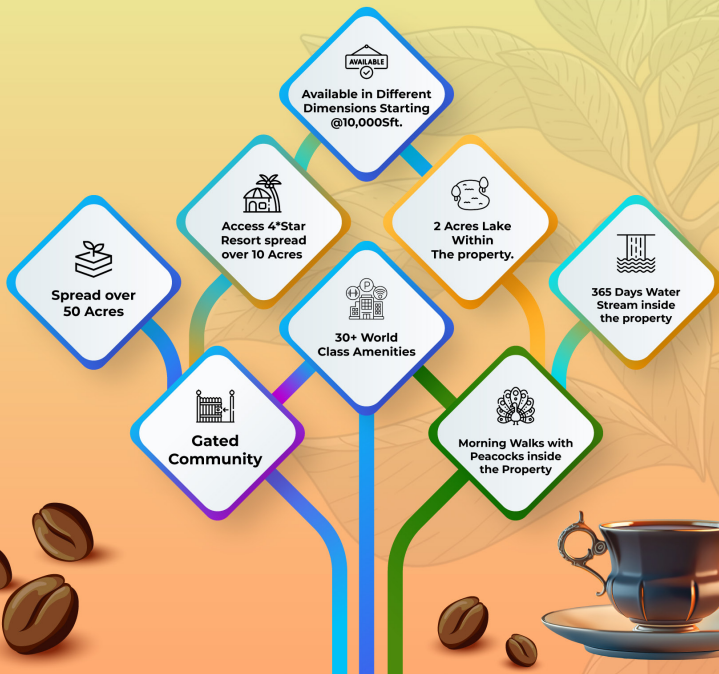 AVAILABLE
Available in Different
Dimensions Starting
@10,000Sft.
Access 4*Star
Resort spread
over 10 Acres
2 Acres Lake
Within
The property.
Spread over
50 Acres
P
30+ World
Class Amenities
365 Days Water
Stream inside
the property
Gated
Community
Morning Walks with
Peacocks inside
the Property